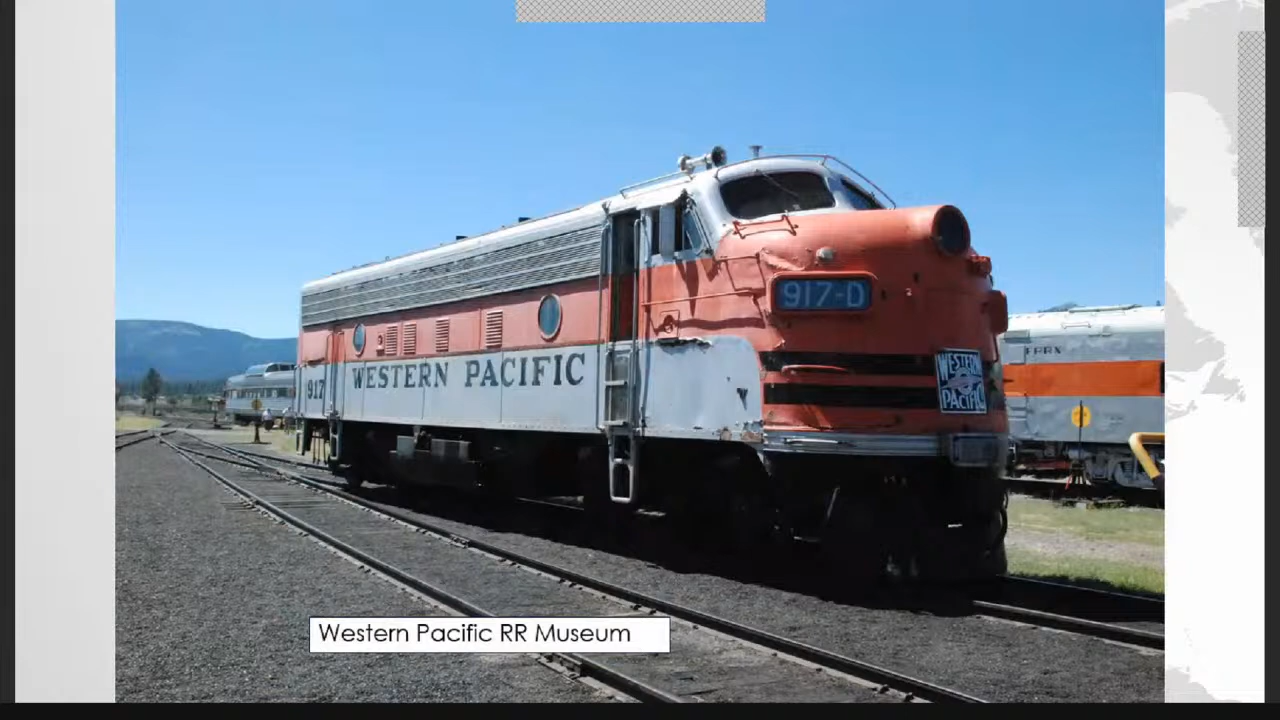 917-D
917
WESTERN PACIFIC
WESTERN
PACIFIC
Western Pacific RR Museum